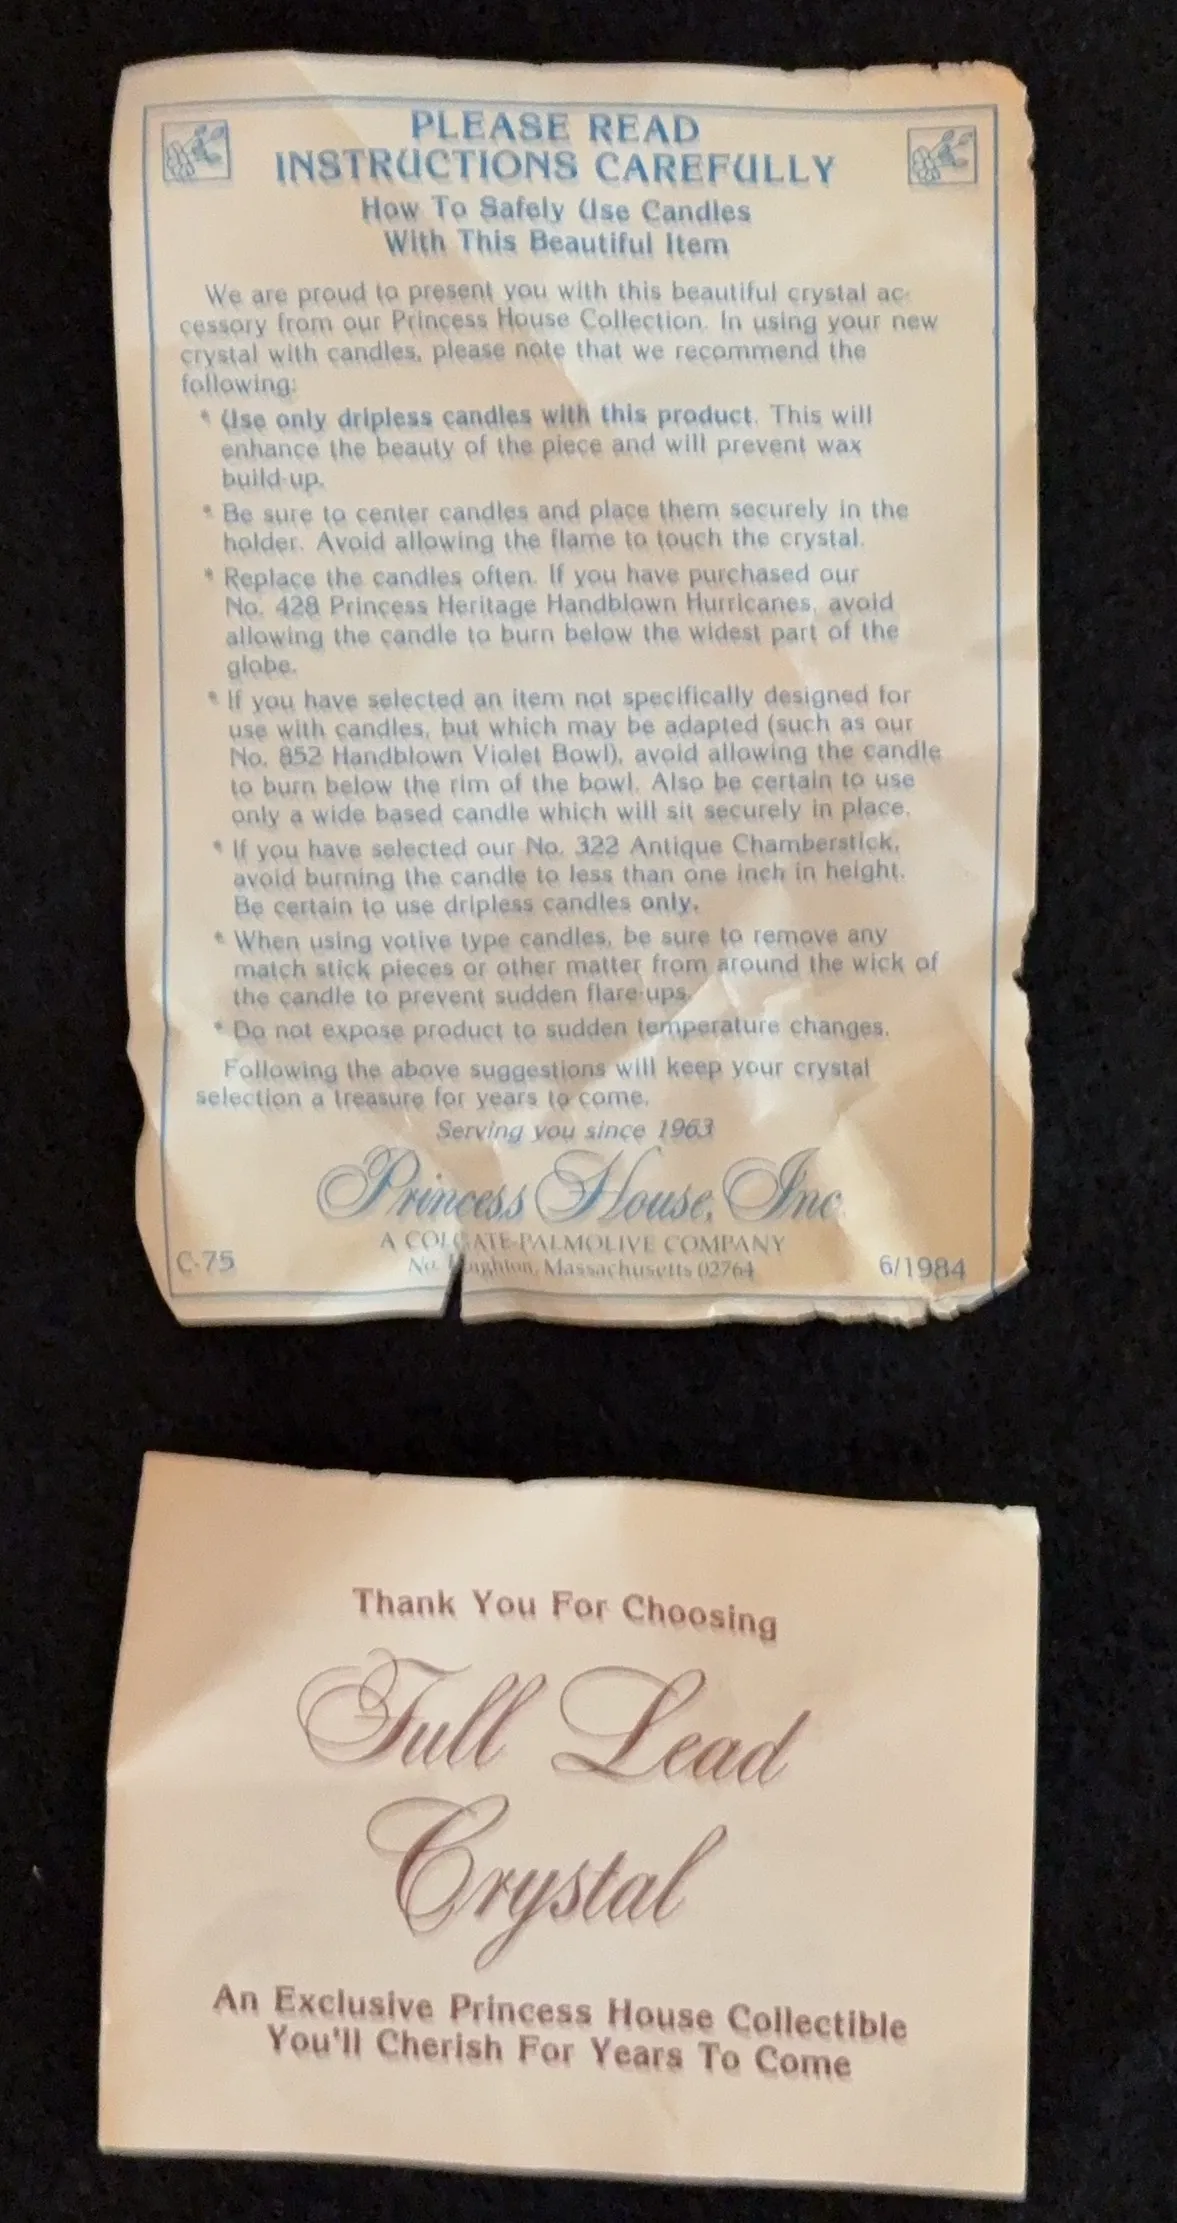 PLEASE READ
INSTRUCTIONS CAREFULLY
How To Safely Use Candles
With This Beautiful Item
We are proud to present you with this beautiful crystal ac-
cessory from our Princess House Collection. In using your new
crystal with candles, please note that we recommend the
following:
* Use only dripless candles with this product. This will
enhance the beauty of the piece and will prevent wax
build-up.
* Be sure to center candles and place them securely in the
holder. Avoid allowing the flame to touch the crystal.
* Replace the candles often. If you have purchased our
No. 428 Princess Heritage Handblown Hurricanes, avoid
allowing the candle to burn below the widest part of the
globe.
* If you have selected an item not specifically designed for
use with candles, but which may be adapted (such as our
No. 852 Handblown Violet Bowl), avoid allowing the candle
to burn below the rim of the bowl. Also be certain to use
only a wide based candle which will sit securely in place.
* If you have selected our No. 322 Antique Chamberstick,
avoid burning the candle to less than one inch in height.
Be certain to use dripless candles only.
* When using votive type candles, be sure to remove any
match stick pieces or other matter from around the wick of
the candle to prevent sudden flare-ups.
* Do not expose product to sudden temperature changes.
Following the above suggestions will keep your crystal
selection a treasure for years to come.
Serving you since 1963
Princess House, Inc.
A COLGATE-PALMOLIVE COMPANY
C-75 No. Massachusetts 02764 6/1984
Thank You For Choosing
Full Lead
Crystal
An Exclusive Princess House Collectible
You'll Cherish For Years To Come